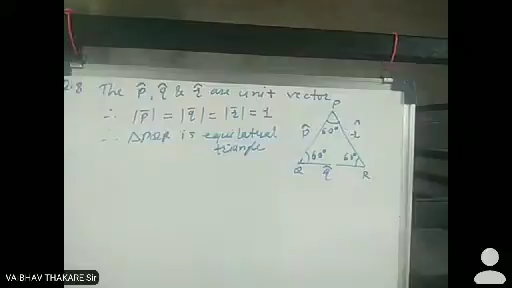 Q.8 The p̂, q̂ & r̂ are unit vector
∴ |p̄| = |q̄| = |r̄| = 1
∴ ΔPQR is equilateral
triangle
P
60°
p̂
r̂
60°
60°
Q
q̂
R
VAIBHAV THAKARE Sir